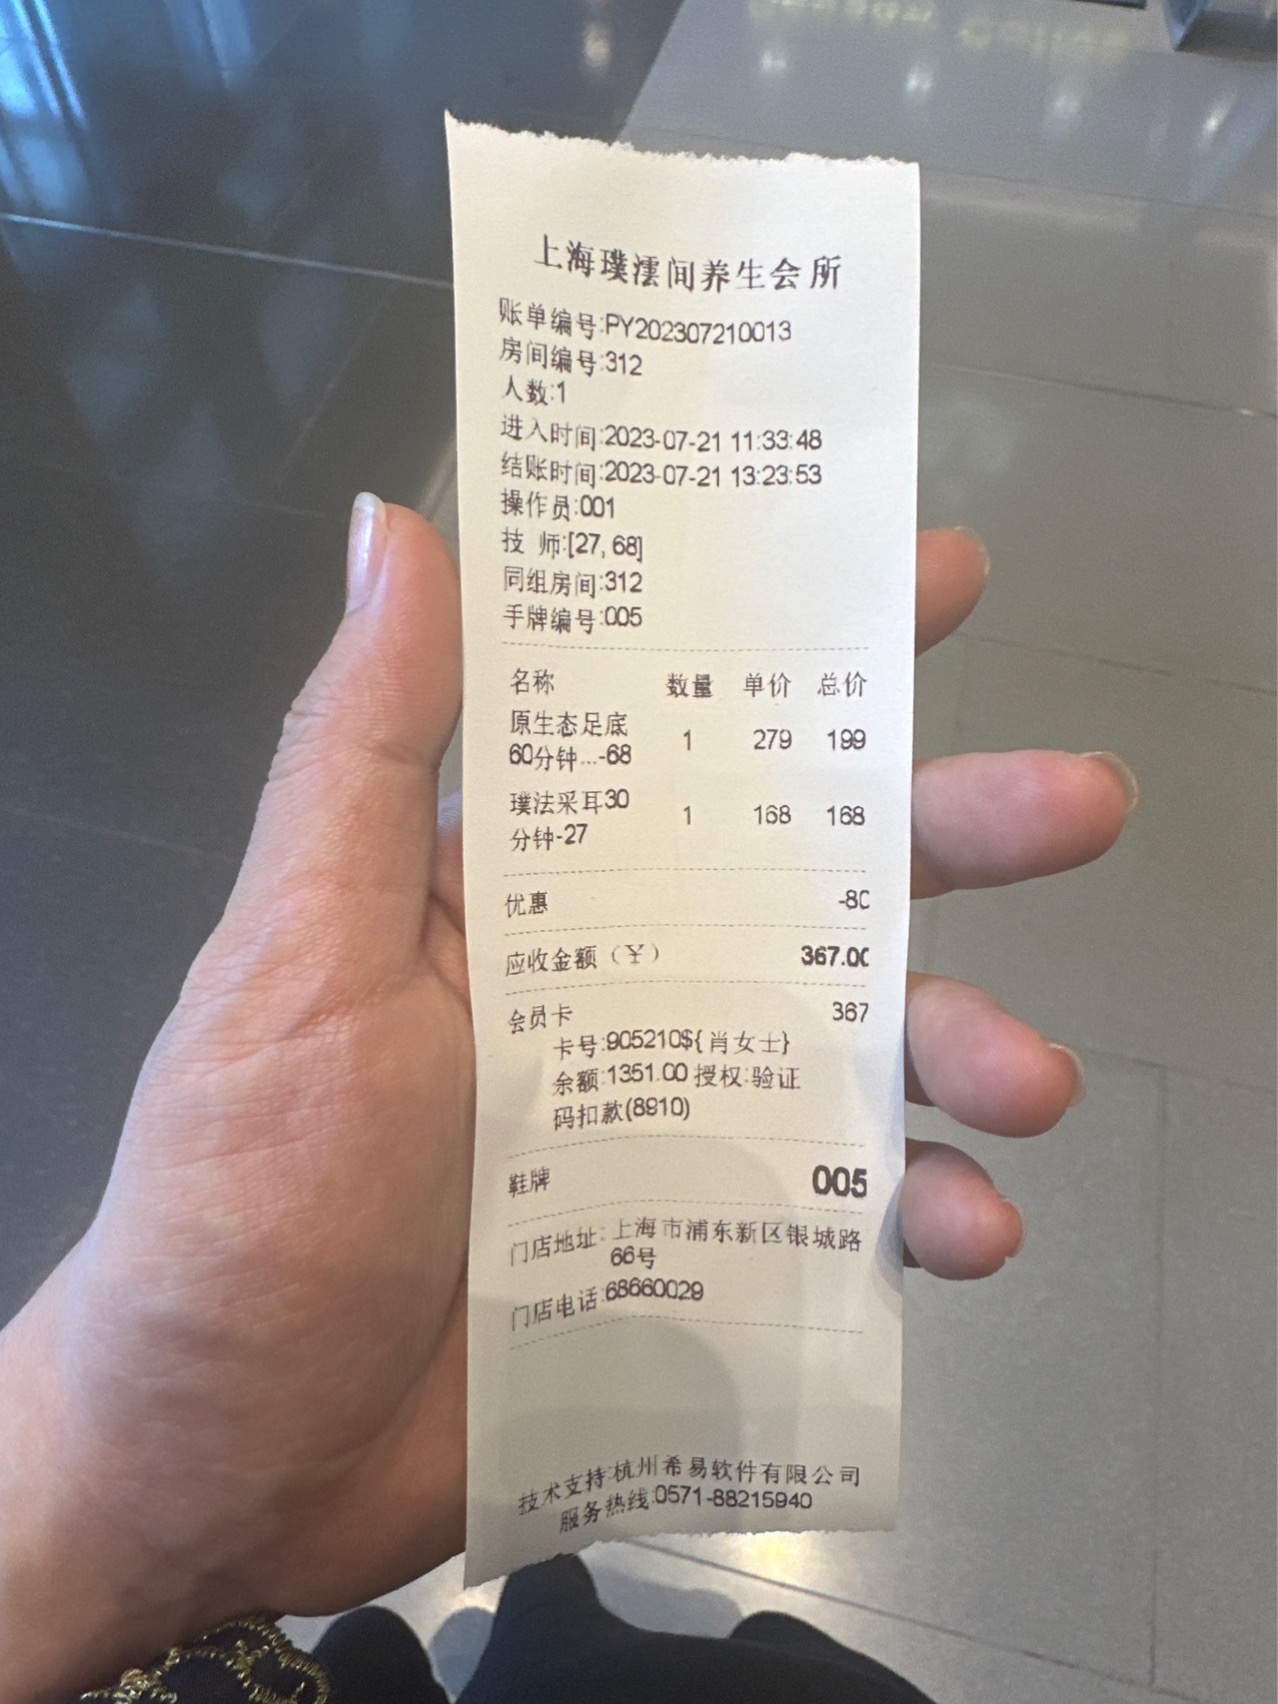 上海璞澐间养生会所
账单编号:PY202307210013
房间编号:312
人数:1
进入时间:2023-07-21 11:33:48
结账时间:2023-07-21 13:23:53
操作员:001
技 师:[27, 68]
同组房间:312
手牌编号:005
名称 数量 单价 总价
原生态足底
60分钟...-68 1 279 199
璞法采耳30
分钟-27 1 168 168
优惠 -80
应收金额（￥） 367.00
会员卡 367
卡号:905210${肖女士}
余额:1351.00 授权:验证
码扣款(8910)
鞋牌 005
门店地址: 上海市浦东新区银城路
66号
门店电话:68660029
技术支持:杭州希易软件有限公司
服务热线:0571-88215940